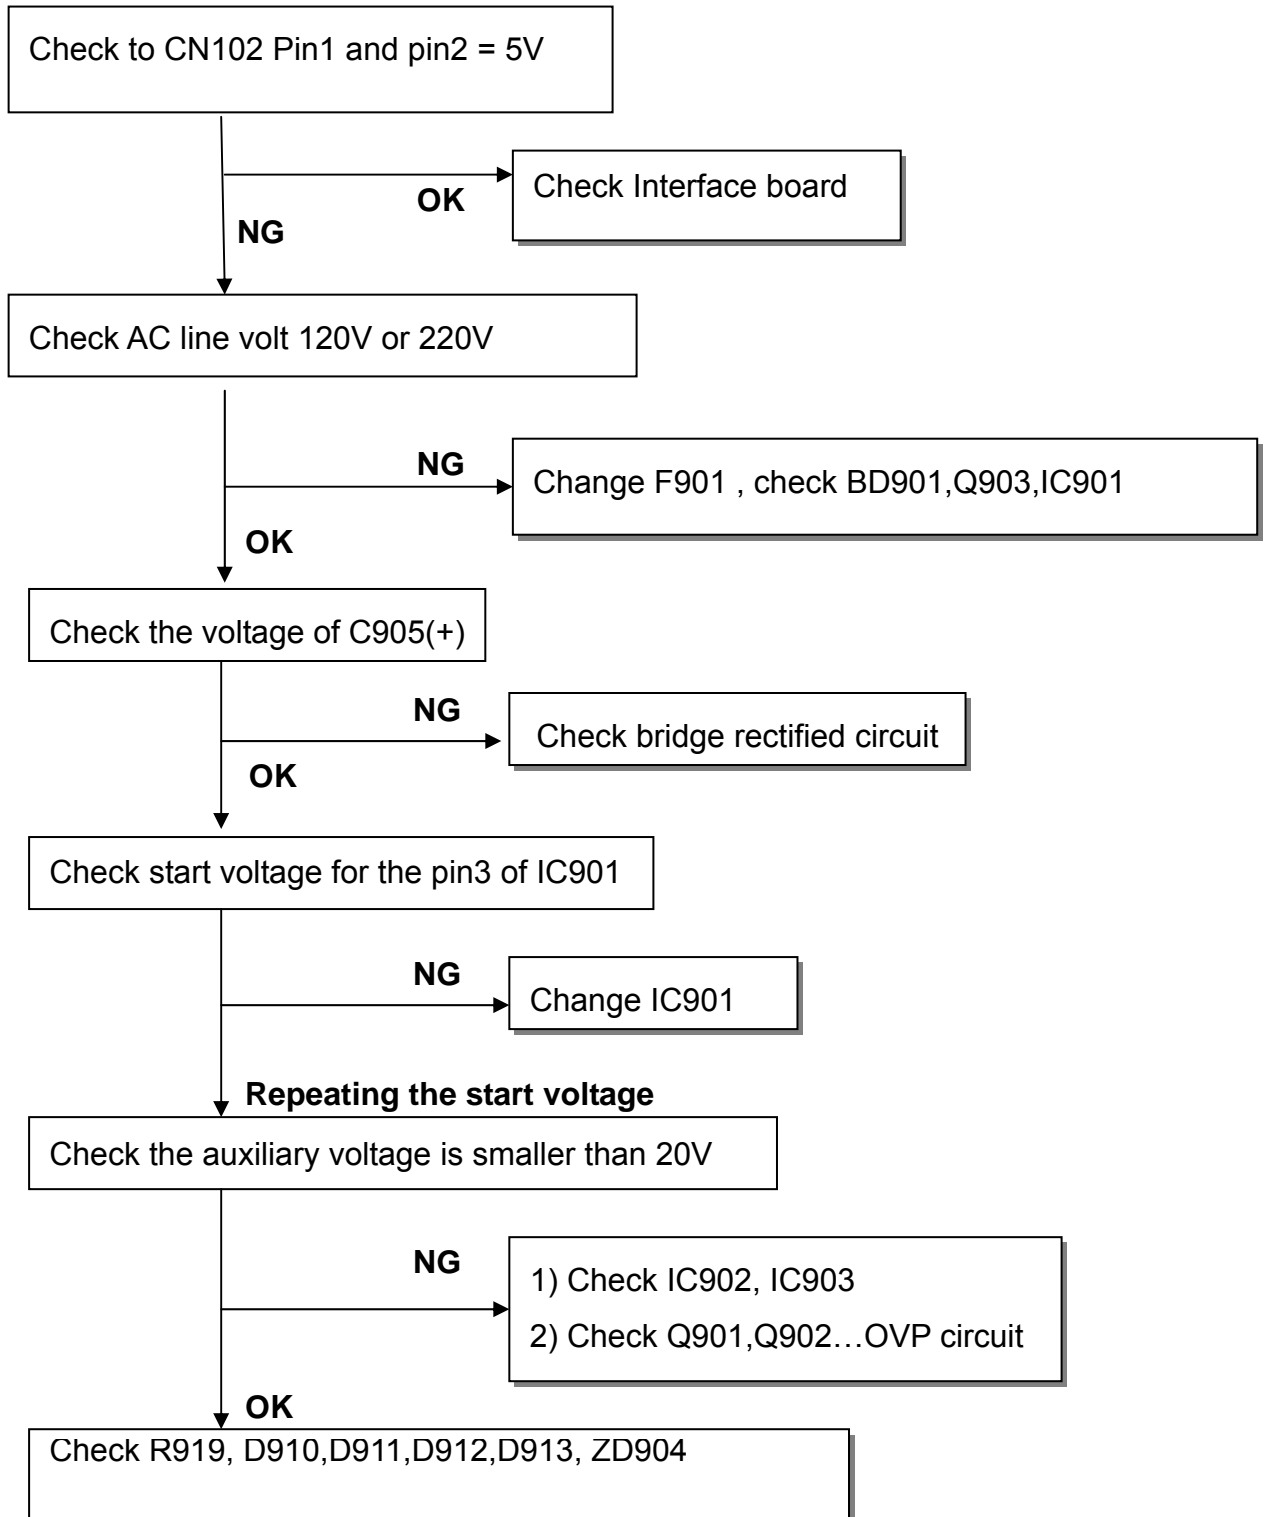 Check to CN102 Pin1 and pin2 = 5V
OK
Check Interface board
NG
Check AC line volt 120V or 220V
NG
Change F901 , check BD901,Q903,IC901
OK
Check the voltage of C905(+)
NG
Check bridge rectified circuit
OK
Check start voltage for the pin3 of IC901
NG
Change IC901
Repeating the start voltage
Check the auxiliary voltage is smaller than 20V
NG
1) Check IC902, IC903
2) Check Q901,Q902…OVP circuit
OK
Check R919, D910,D911,D912,D913, ZD904